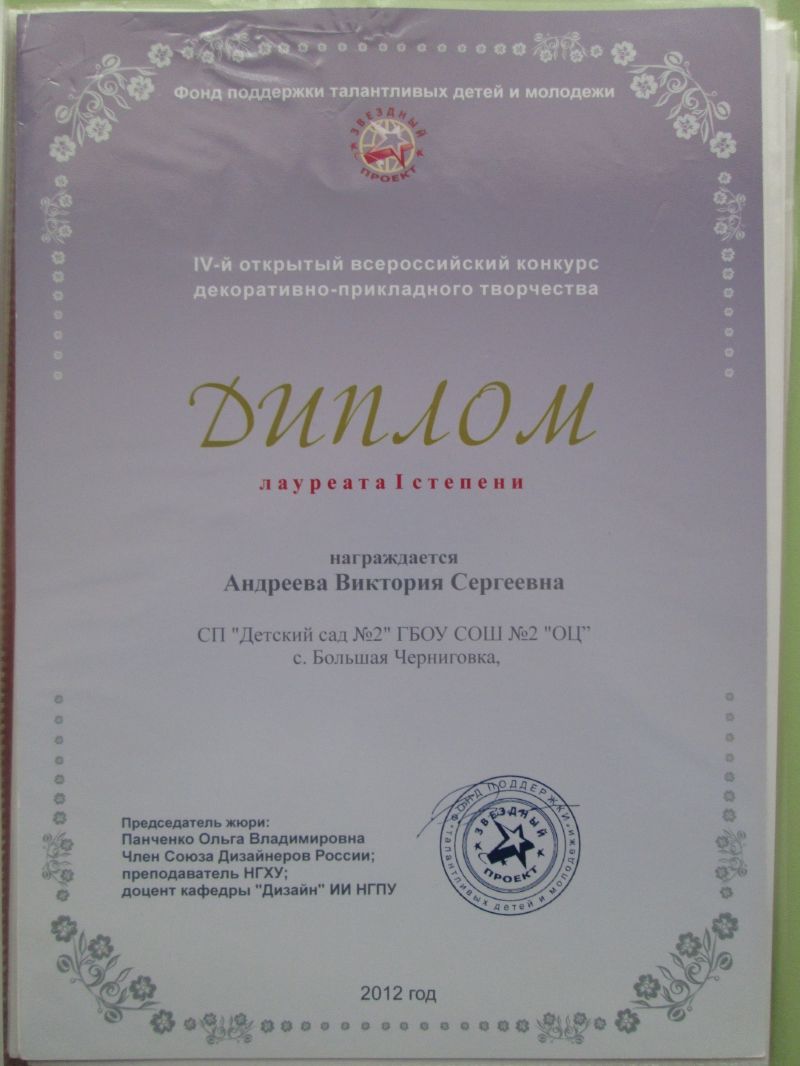 Фонд поддержки талантливых детей и молодежи
ЗВЕЗДНЫЙ
ПРОЕКТ
IV-й открытый всероссийский конкурс
декоративно-прикладного творчества
ДИПЛОМ
лауреата I степени
награждается
Андреева Виктория Сергеевна
СП "Детский сад №2" ГБОУ СОШ №2 "ОЦ"
с. Большая Черниговка,
Председатель жюри:
Панченко Ольга Владимировна
Член Союза Дизайнеров России;
преподаватель НГХУ;
доцент кафедры "Дизайн" ИИ НГПУ
ФОНД ПОДДЕРЖКИ
талантливых детей и молодежи
ЗВЕЗДНЫЙ
ПРОЕКТ
2012 год